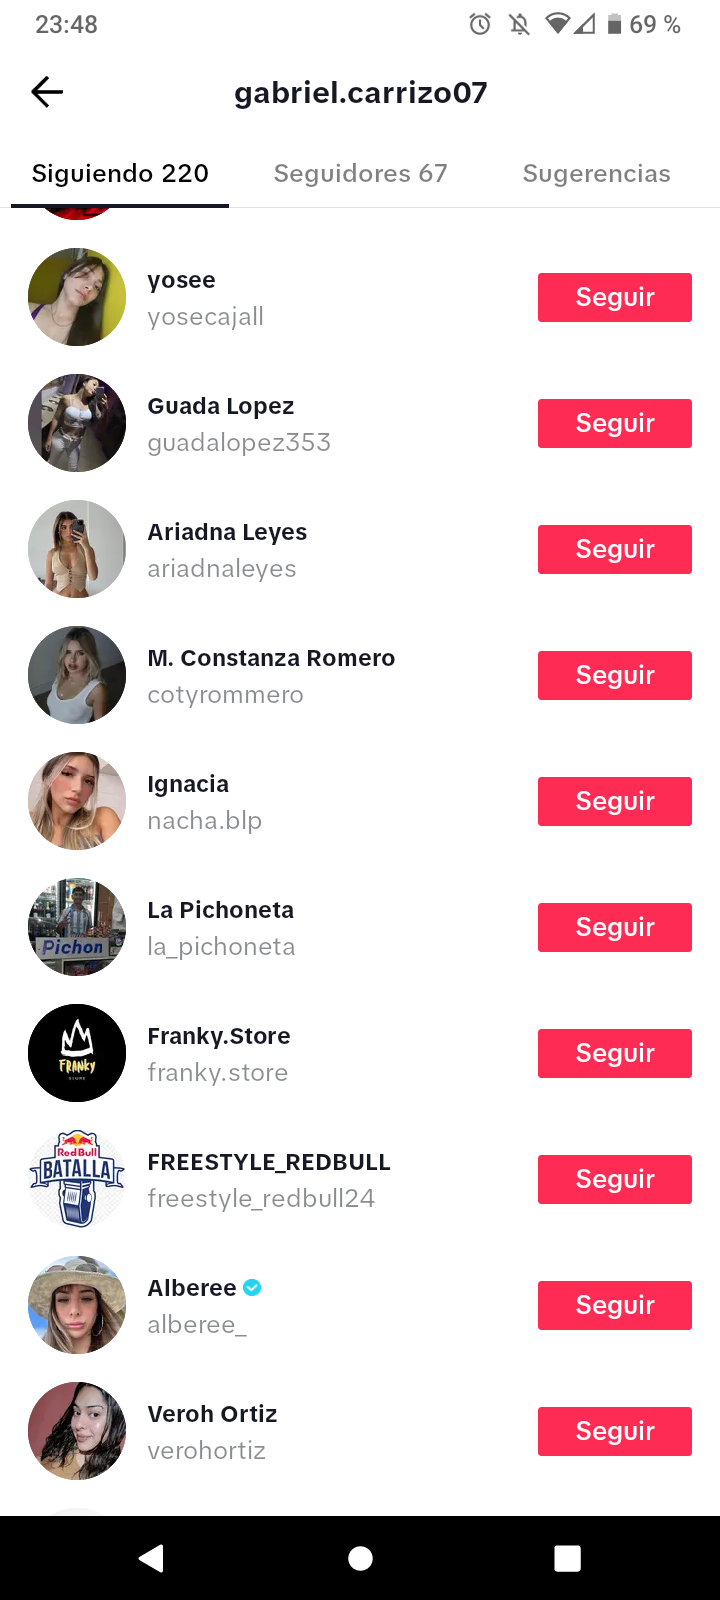 23:48
69 %
gabriel.carrizo07
Siguiendo 220
Seguidores 67
Sugerencias
yosee
yosecajall
Seguir
Guada Lopez
guadalopez353
Seguir
Ariadna Leyes
ariadnaleyes
Seguir
M. Constanza Romero
cotyrommero
Seguir
Ignacia
nacha.blp
Seguir
Pichon
La Pichoneta
la_pichoneta
Seguir
FRANKY
STORE
Franky.Store
franky.store
Seguir
Red Bull
BATALLA
FREESTYLE_REDBULL
freestyle_redbull24
Seguir
Alberee
alberee_
Seguir
Veroh Ortiz
verohortiz
Seguir